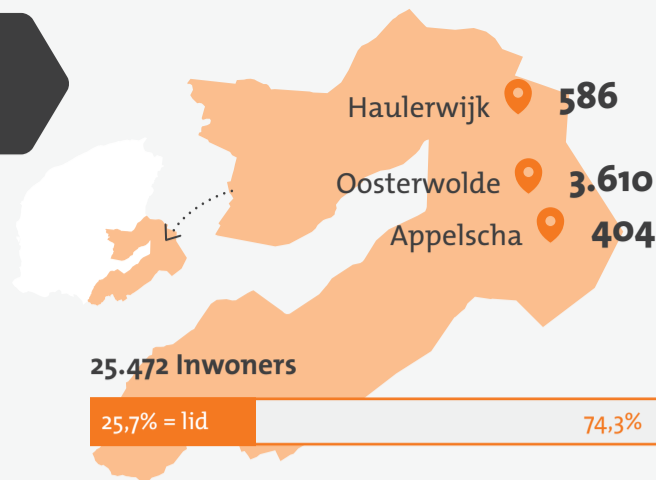 Haulerwijk 586
Oosterwolde 3.610
Appelscha 404
25.472 Inwoners
25,7% = lid 74,3%